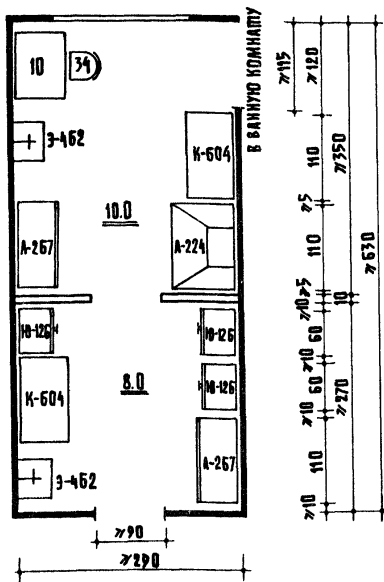 10
34
Э-462
К-604
В ВАННУЮ КОМНАТУ
10.0
А-267
А-224
Ю-126
Ю-126
К-604
8.0
Ю-126
Э-462
А-267
≥90
≥290
≥115
≥120
110
≥350
≥5
110
≥630
≥5
≥10
10
60
≥10
60
≥270
≥10
110
≥10